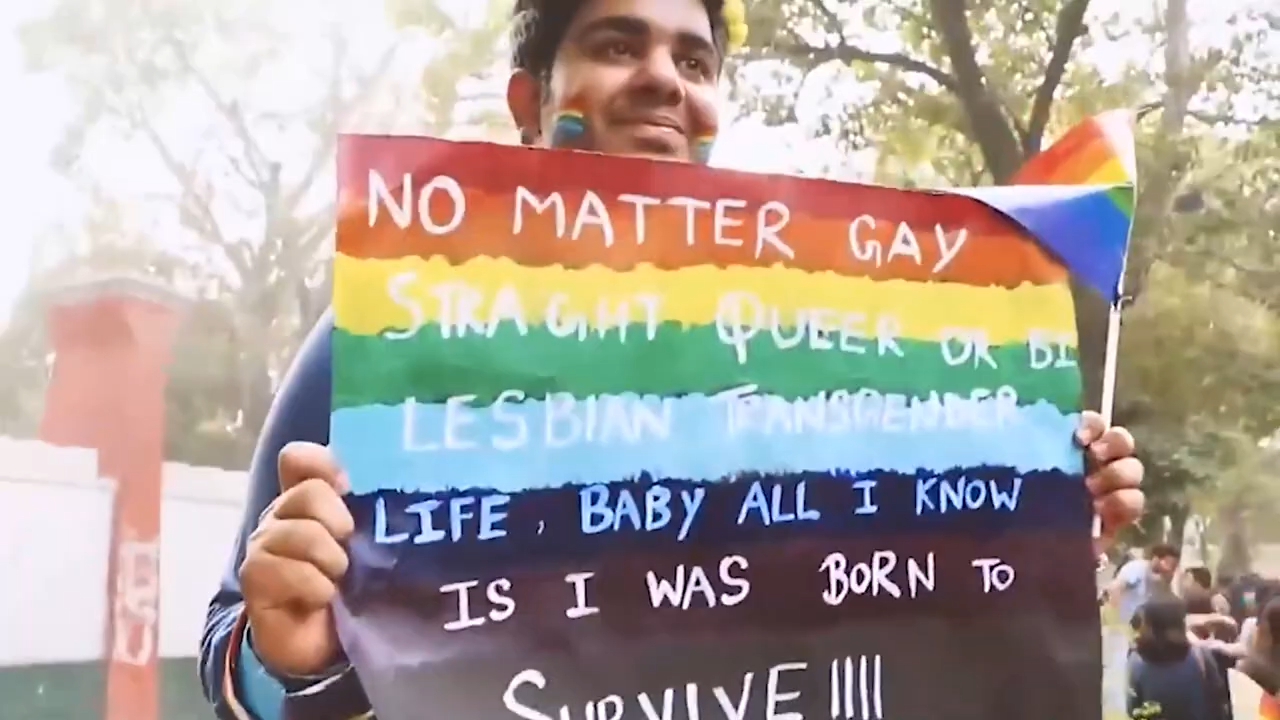 NO MATTER GAY
STRAGHT QUEER OR BI
LESBIAN TRANSGENDER
LIFE, BABY ALL I KNOW
IS I WAS BORN TO
SURVIVE!!!!